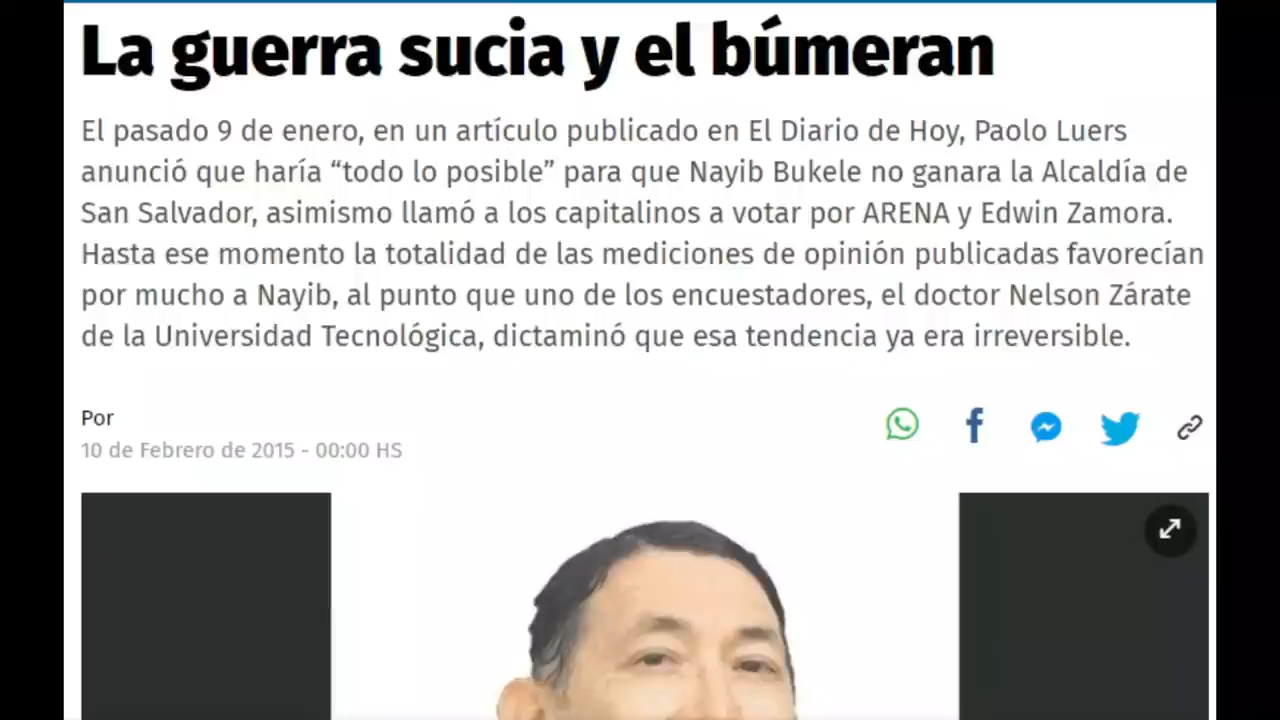 La guerra sucia y el búmeran
El pasado 9 de enero, en un artículo publicado en El Diario de Hoy, Paolo Luers
anunció que haría “todo lo posible” para que Nayib Bukele no ganara la Alcaldía de
San Salvador, asimismo llamó a los capitalinos a votar por ARENA y Edwin Zamora.
Hasta ese momento la totalidad de las mediciones de opinión publicadas favorecían
por mucho a Nayib, al punto que uno de los encuestadores, el doctor Nelson Zárate
de la Universidad Tecnológica, dictaminó que esa tendencia ya era irreversible.
Por
10 de Febrero de 2015 - 00:00 HS